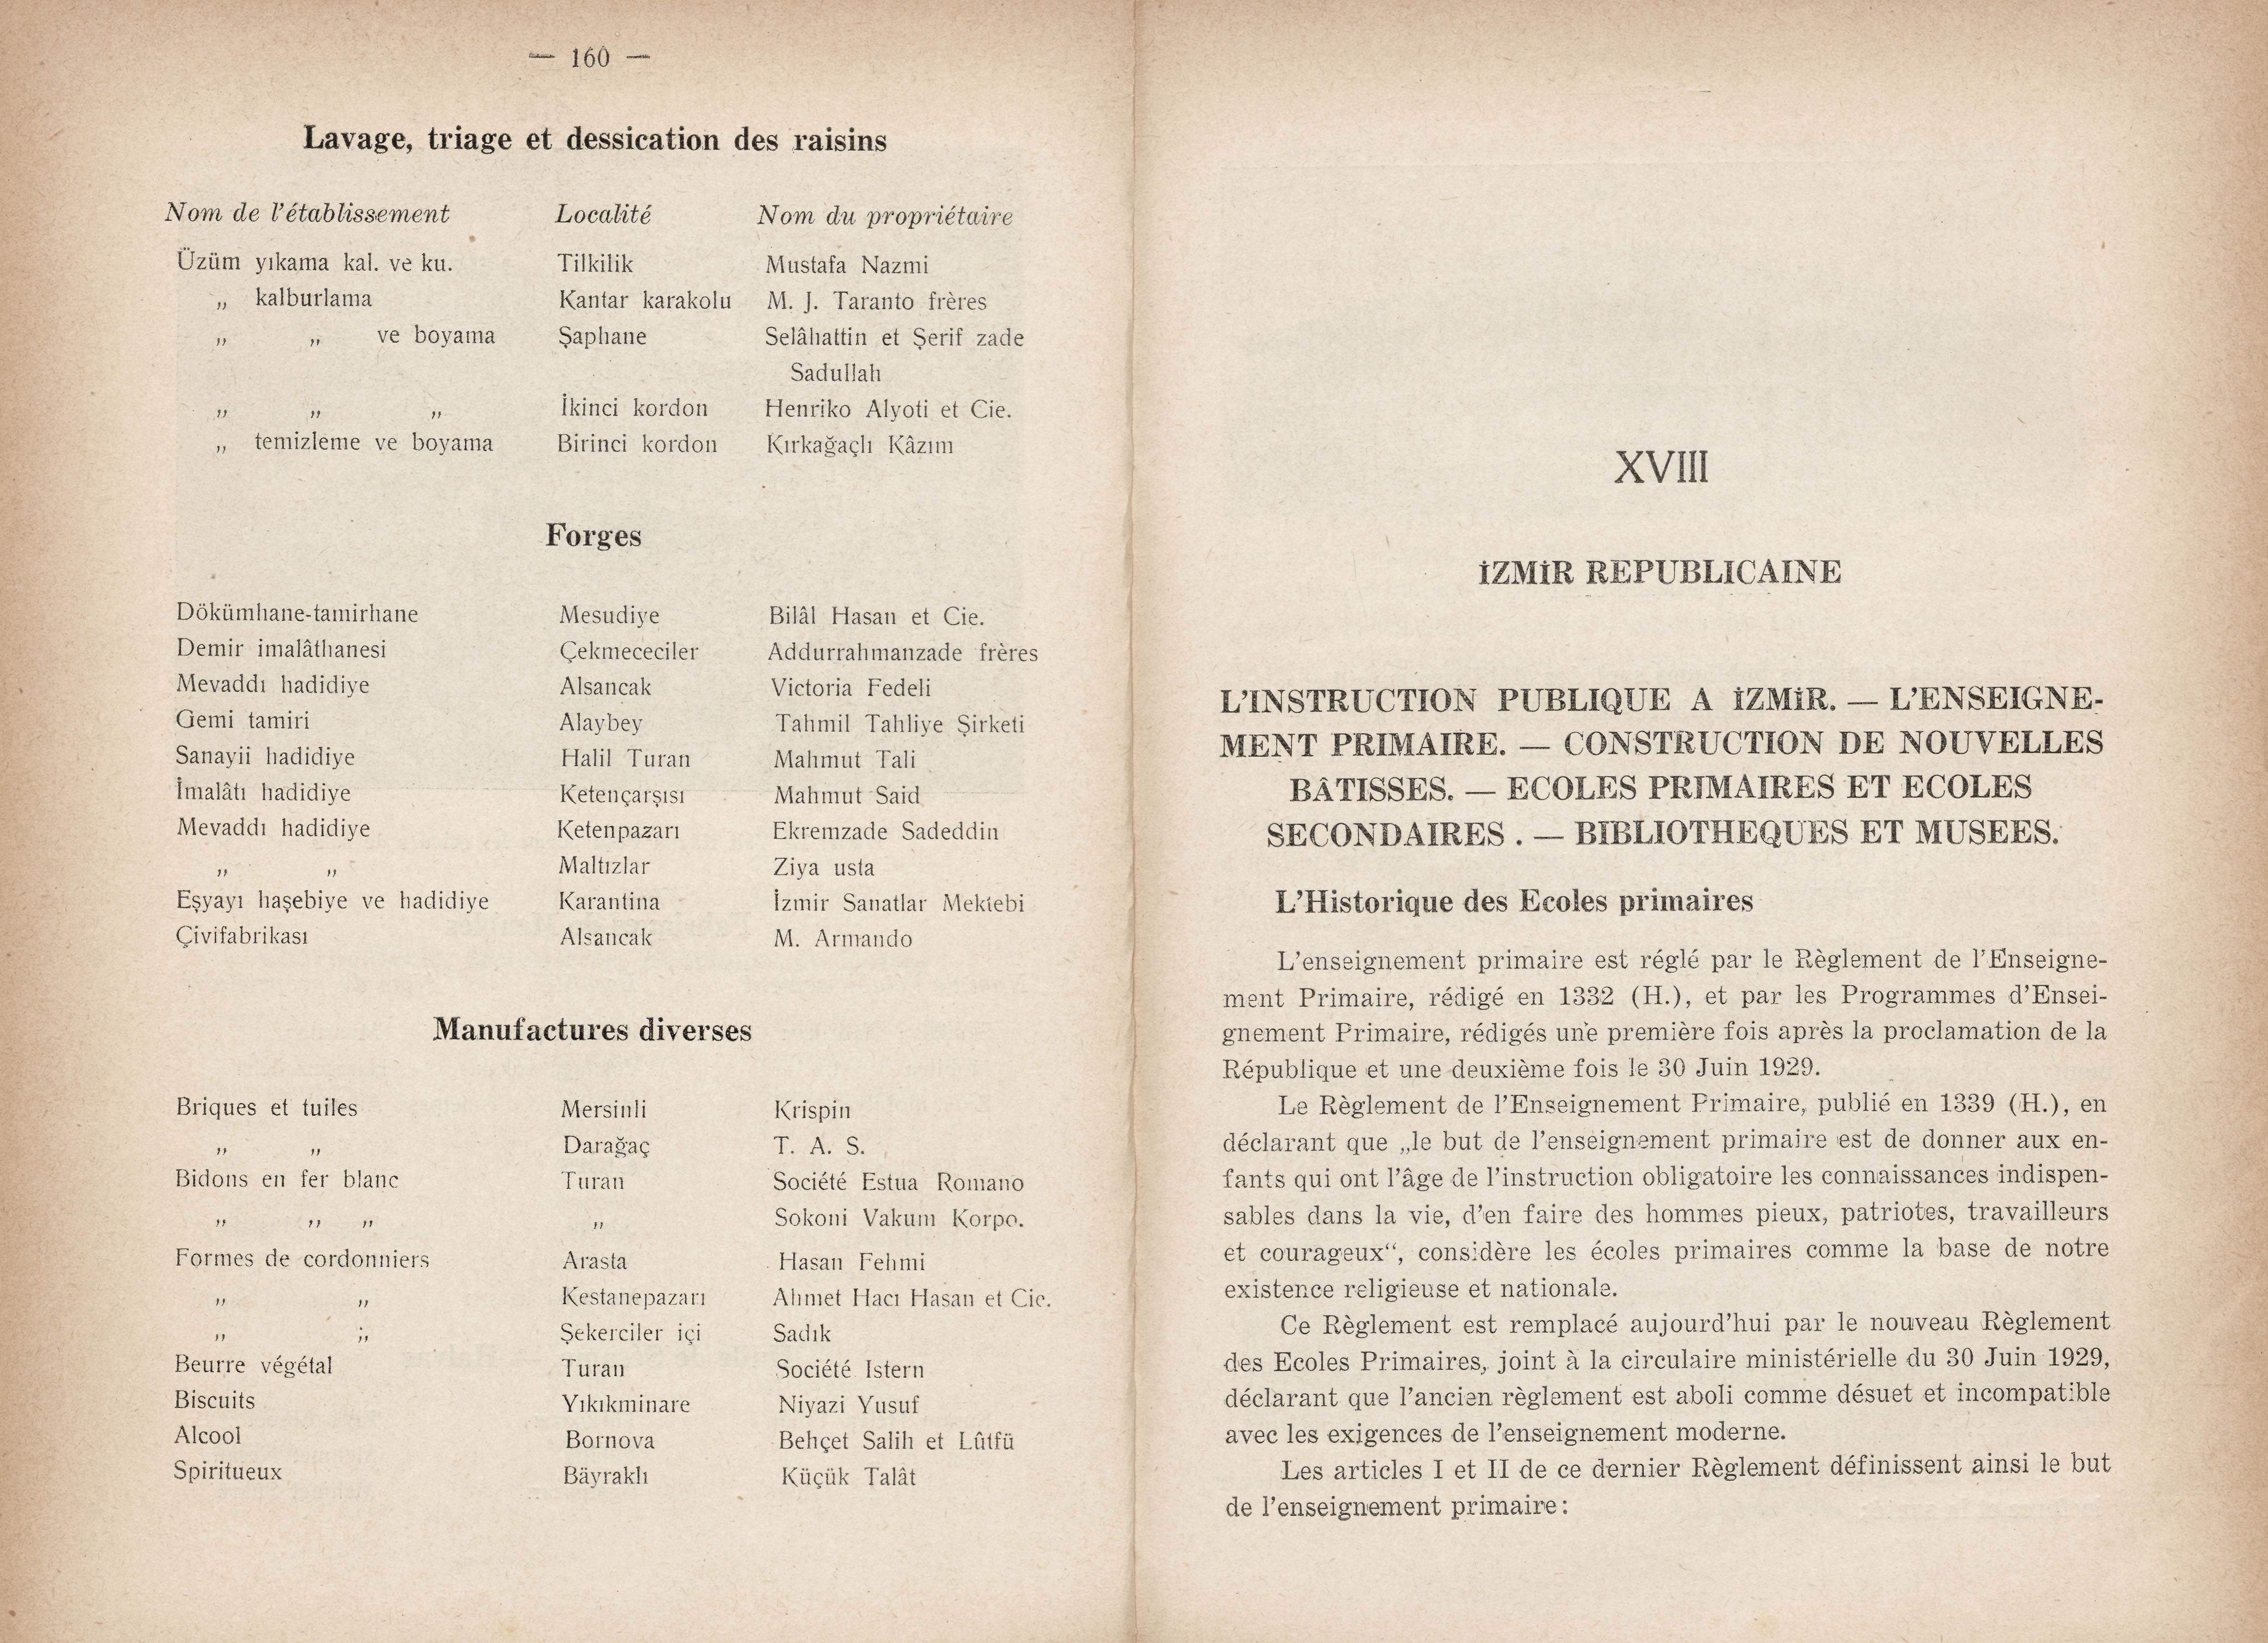 — 160 —
Lavage, triage et dessication des raisins
Nom de l'établissement Localité Nom du propriétaire
Üzüm yıkama kal. ve ku. Tilkilik Mustafa Nazmi
„ kalburlama Kantar karakolu M. J. Taranto frères
„ „ ve boyama Şaphane Selâhattin et Şerif zade
Sadullah
„ „ „ İkinci kordon Henriko Alyoti et Cie.
„ temizleme ve boyama Birinci kordon Kırkağaçlı Kâzım
Forges
Dökümhane-tamirhane Mesudiye Bilâl Hasan et Cie.
Demir imalâthanesi Çekmececiler Addurrahmanzade frères
Mevaddı hadidiye Alsancak Victoria Fedeli
Gemi tamiri Alaybey Tahmil Tahliye Şirketi
Sanayii hadidiye Halil Turan Mahmut Tali
İmalâtı hadidiye Ketençarşısı Mahmut Said
Mevaddı hadidiye Ketenpazarı Ekremzade Sadeddin
„ „ Maltızlar Ziya usta
Eşyayı haşebiye ve hadidiye Karantina İzmir Sanatlar Mektebi
Çivifabrikası Alsancak M. Armando
Manufactures diverses
Briques et tuiles Mersinli Krispin
„ „ Darağaç T. A. S.
Bidons en fer blanc Turan Société Estua Romano
„ „ „ „ Sokoni Vakum Korpo.
Formes de cordonniers Arasta Hasan Fehmi
„ „ Kestanepazarı Ahmet Hacı Hasan et Cie.
„ „ Şekerciler içi Sadık
Beurre végétal Turan Société Istern
Biscuits Yıkıkminare Niyazi Yusuf
Alcool Bornova Behçet Salih et Lûtfü
Spiritueux Bäyraklı Küçük Talât
XVIII
İZMİR REPUBLICAINE
L'INSTRUCTION PUBLIQUE A İZMİR. — L'ENSEIGNE-
MENT PRIMAIRE. — CONSTRUCTION DE NOUVELLES
BÂTISSES. — ECOLES PRIMAIRES ET ECOLES
SECONDAIRES . — BIBLIOTHEQUES ET MUSEES.
L'Historique des Ecoles primaires
L'enseignement primaire est réglé par le Règlement de l'Enseigne-
ment Primaire, rédigé en 1332 (H.), et par les Programmes d'Ensei-
gnement Primaire, rédigés une première fois après la proclamation de la
République et une deuxième fois le 30 Juin 1929.
Le Règlement de l'Enseignement Primaire, publié en 1339 (H.), en
déclarant que „le but de l'enseignement primaire est de donner aux en-
fants qui ont l'âge de l'instruction obligatoire les connaissances indispen-
sables dans la vie, d'en faire des hommes pieux, patriotes, travailleurs
et courageux“, considère les écoles primaires comme la base de notre
existence religieuse et nationale.
Ce Règlement est remplacé aujourd'hui par le nouveau Règlement
des Ecoles Primaires, joint à la circulaire ministérielle du 30 Juin 1929,
déclarant que l'ancien règlement est aboli comme désuet et incompatible
avec les exigences de l'enseignement moderne.
Les articles I et II de ce dernier Règlement définissent ainsi le but
de l'enseignement primaire: